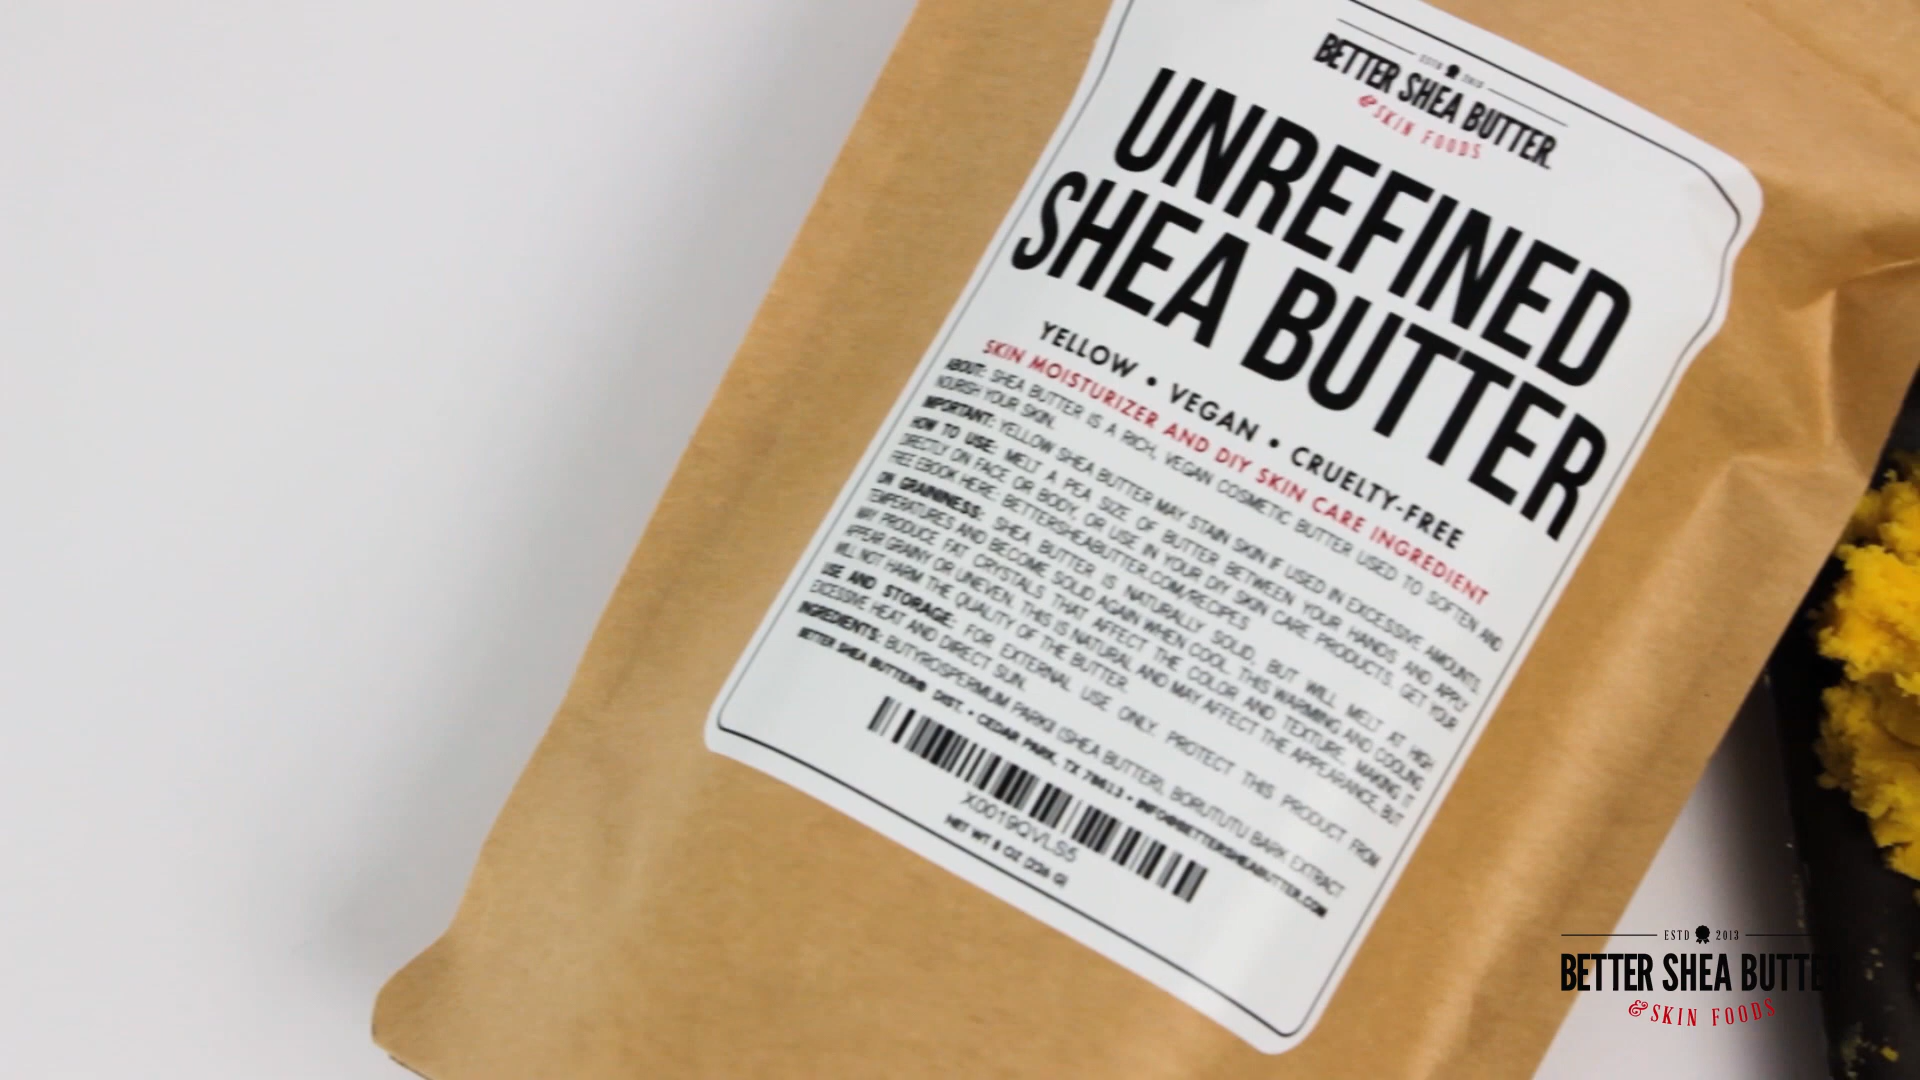 ESTD 2013
BETTER SHEA BUTTER
& SKIN FOODS
UNREFINED
SHEA BUTTER
YELLOW • VEGAN • CRUELTY-FREE
SKIN MOISTURIZER AND DIY SKIN CARE INGREDIENT
ABOUT: SHEA BUTTER IS A RICH, VEGAN COSMETIC BUTTER USED TO SOFTEN AND
NOURISH YOUR SKIN.
IMPORTANT: YELLOW SHEA BUTTER MAY STAIN SKIN IF USED IN EXCESSIVE AMOUNTS.
HOW TO USE: MELT A PEA SIZE OF BUTTER BETWEEN YOUR HANDS AND APPLY
DIRECTLY ON FACE OR BODY, OR USE IN YOUR DIY SKIN CARE PRODUCTS. GET YOUR
FREE EBOOK HERE: BETTERSHEABUTTER.COM/RECIPES
ON GRAININESS: SHEA BUTTER IS NATURALLY SOLID, BUT WILL MELT AT HIGH
TEMPERATURES AND BECOME SOLID AGAIN WHEN COOL. THIS WARMING AND COOLING
MAY PRODUCE FAT CRYSTALS THAT AFFECT THE COLOR AND TEXTURE, MAKING IT
APPEAR GRAINY OR UNEVEN. THIS IS NATURAL AND MAY AFFECT THE APPEARANCE, BUT
WILL NOT HARM THE QUALITY OF THE BUTTER.
USE AND STORAGE: FOR EXTERNAL USE ONLY. PROTECT THIS PRODUCT FROM
EXCESSIVE HEAT AND DIRECT SUN.
INGREDIENTS: BUTYROSPERMUM PARKII (SHEA BUTTER), BORUTUTU BARK EXTRACT
BETTER SHEA BUTTER® DIST. • CEDAR PARK, TX 78613 • INFO@BETTERSHEABUTTER.COM
X0019QVLS5
NET WT 8 OZ (226 G)
ESTD 2013
BETTER SHEA BUTTER
& SKIN FOODS